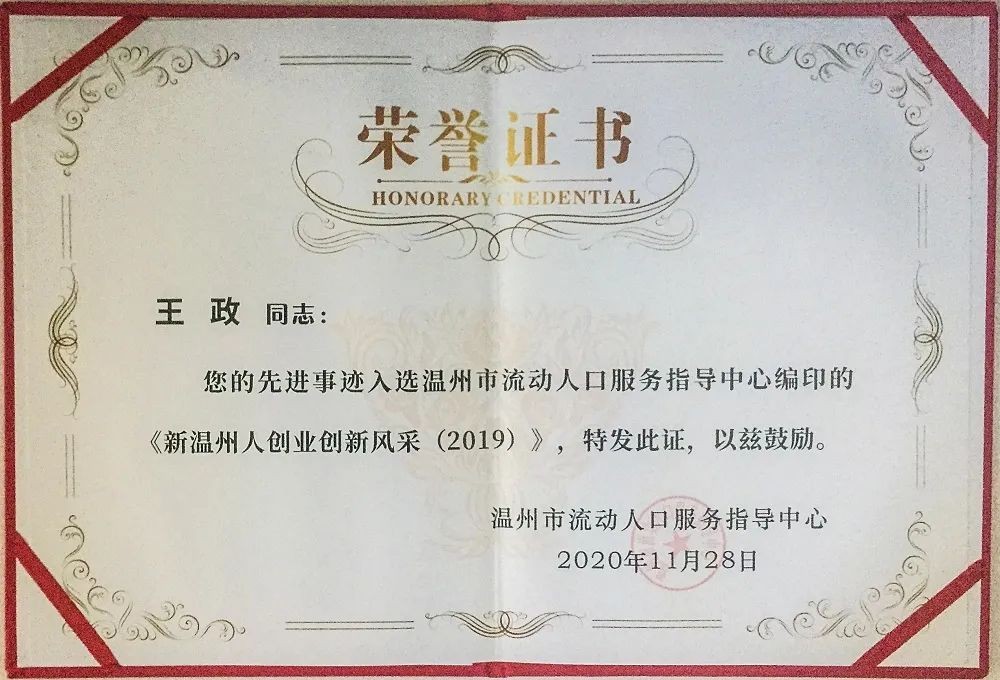 荣誉证书
HONORARY CREDENTIAL
王 政 同志：
您的先进事迹入选温州市流动人口服务指导中心编印的
《新温州人创业创新风采（2019）》，特发此证，以兹鼓励。
温州市流动人口服务指导中心
2020年11月28日